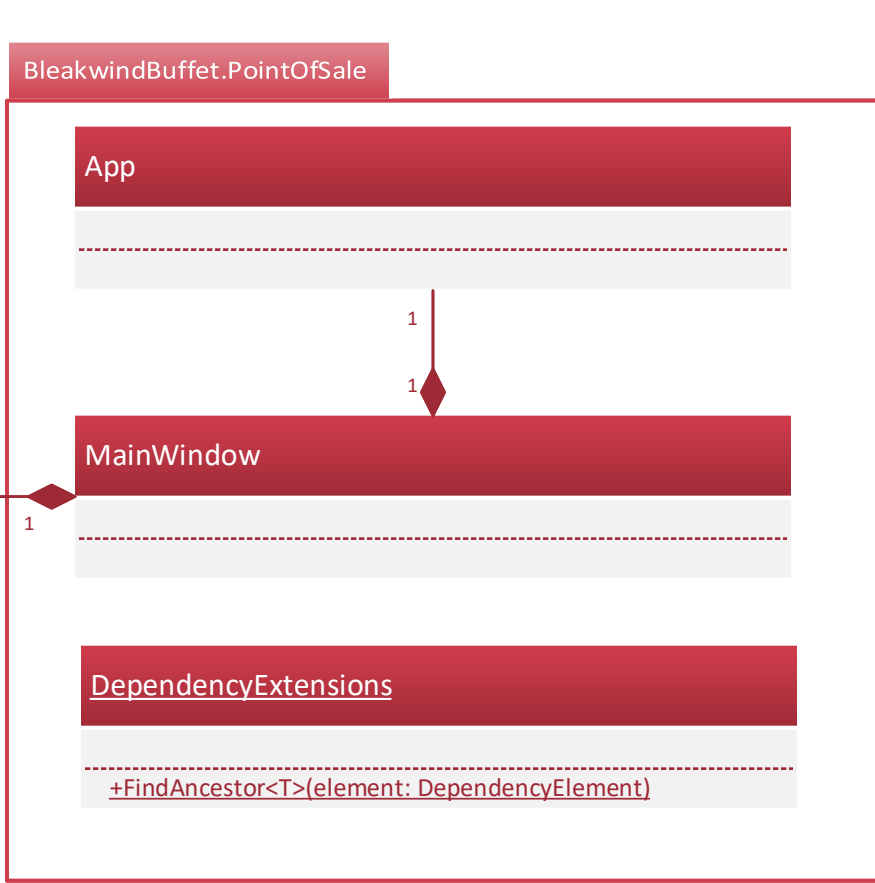 BleakwindBuffet.PointOfSale
App
1
1
MainWindow
1
DependencyExtensions
+FindAncestor<T>(element: DependencyElement)